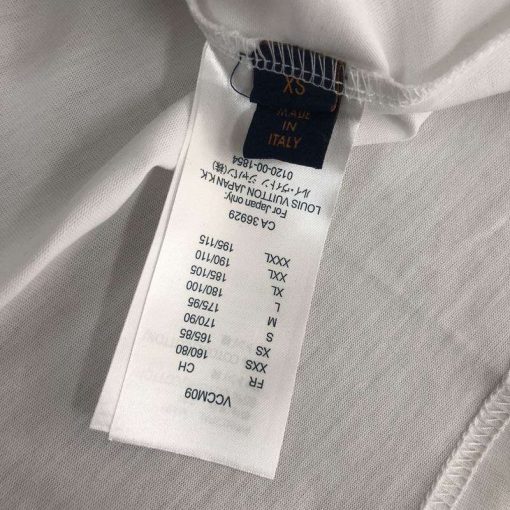 XS
MADE
IN
ITALY
VCCM09
FR CH
XXS 160/80
XS 165/85
S 170/90
M 175/95
L 180/100
XL 185/105
XXL 190/110
XXXL 195/115
CA 36929
For Japan only:
LOUIS VUITTON JAPAN K.K.
ルイ・ヴィトン ジャパン(株)
0120-00-1854